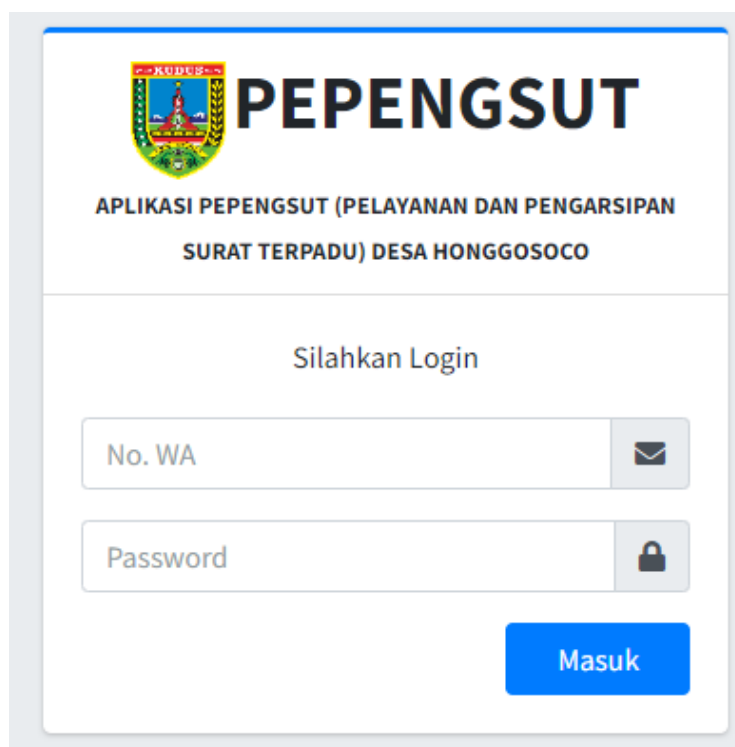 KUDUS
PEPENGSUT
APLIKASI PEPENGSUT (PELAYANAN DAN PENGARSIPAN
SURAT TERPADU) DESA HONGGOSOCO
Silahkan Login
No. WA
Password
Masuk